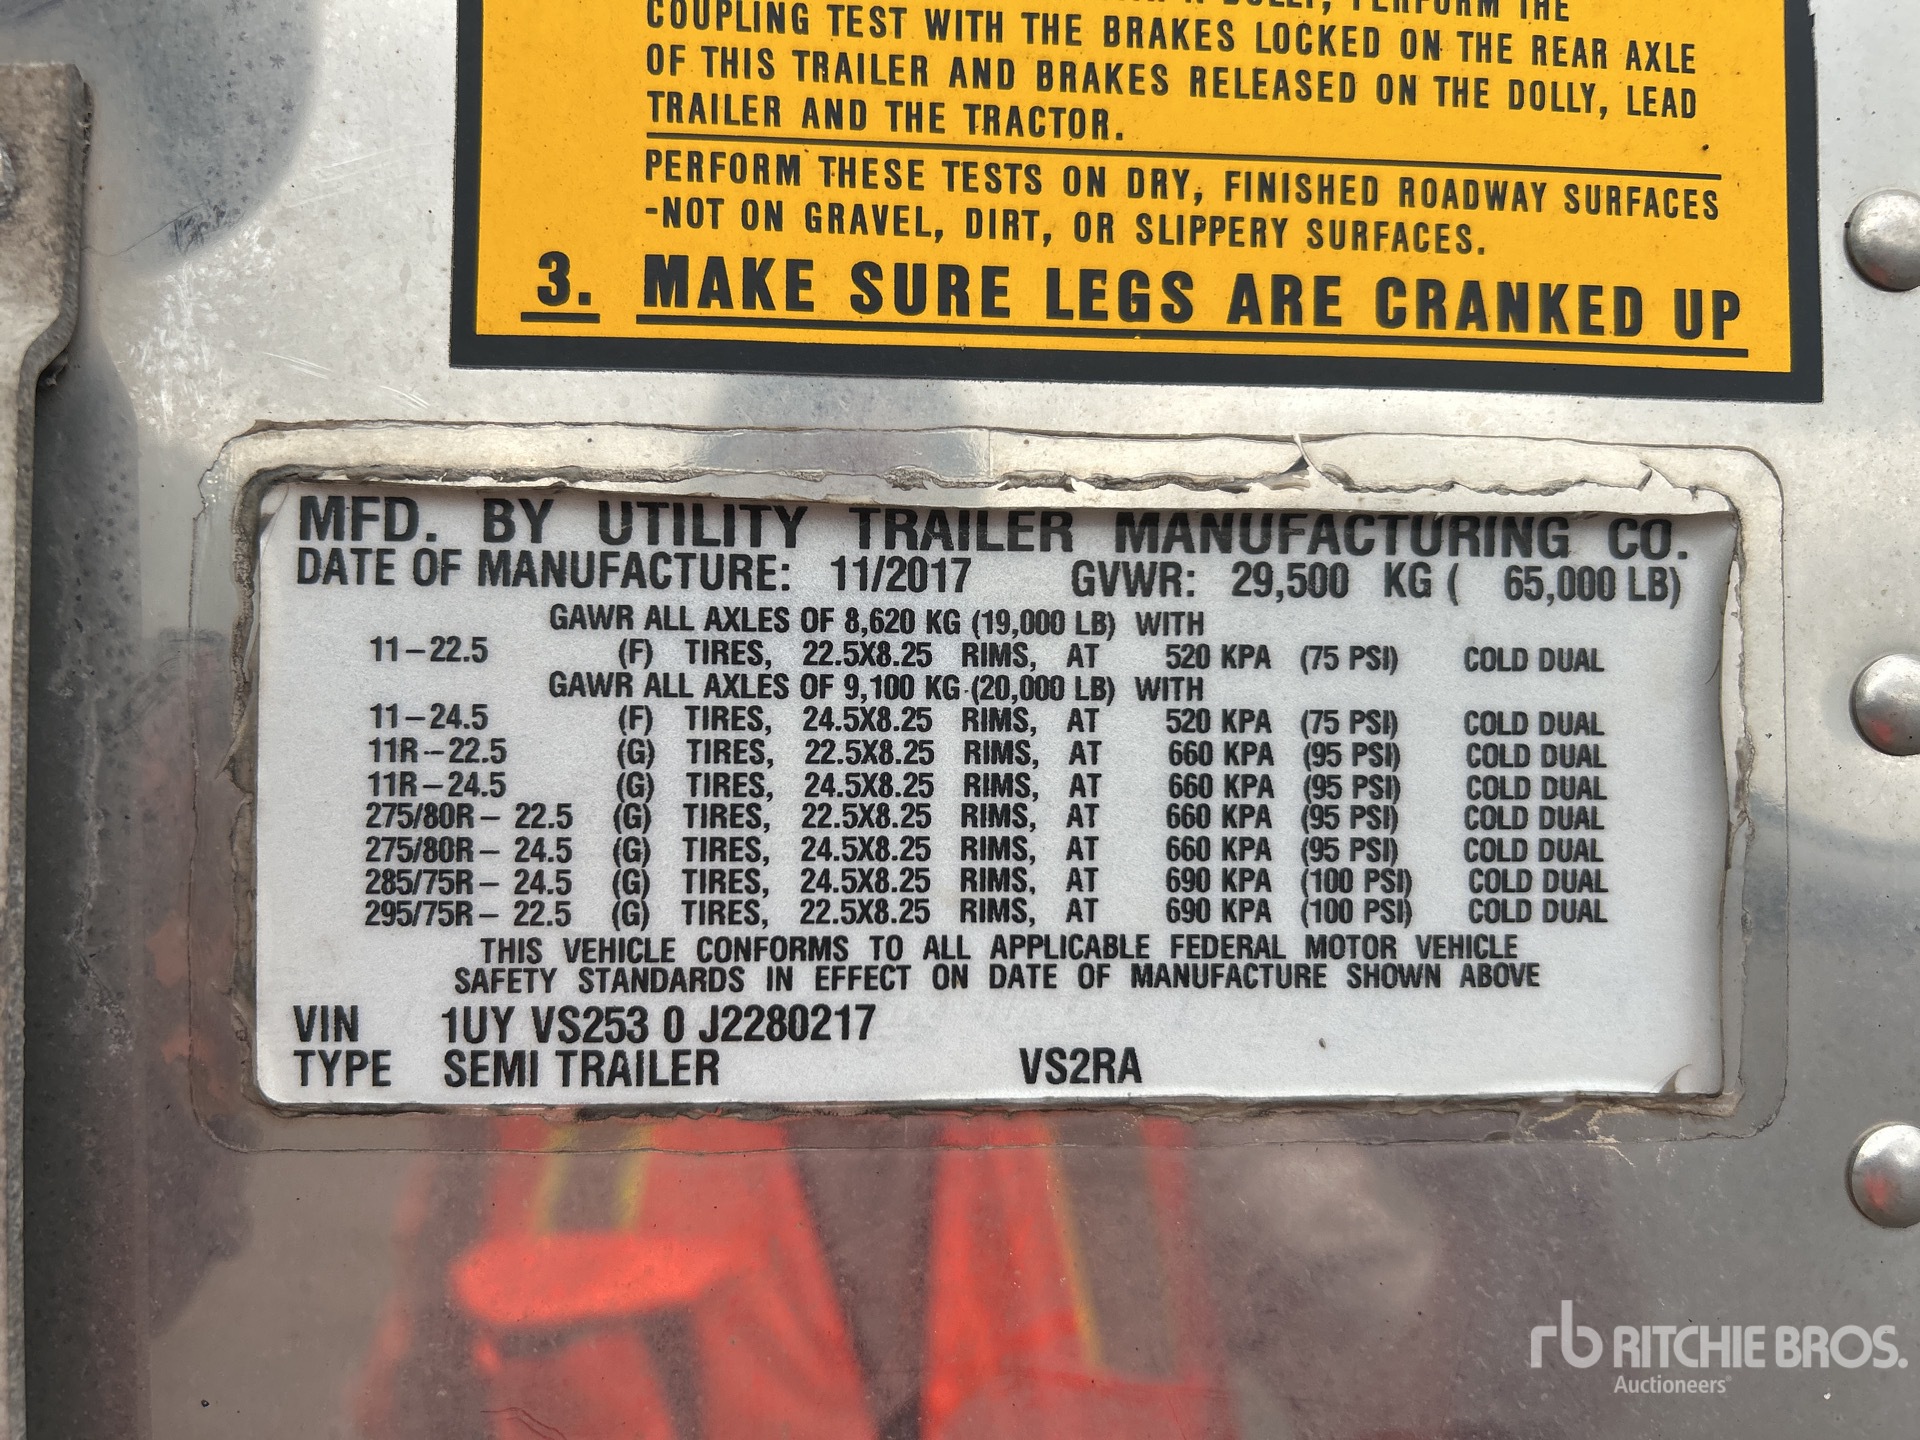 DOLLY, PERFORM THE
COUPLING TEST WITH THE BRAKES LOCKED ON THE REAR AXLE
OF THIS TRAILER AND BRAKES RELEASED ON THE DOLLY, LEAD
TRAILER AND THE TRACTOR.
PERFORM THESE TESTS ON DRY, FINISHED ROADWAY SURFACES
-NOT ON GRAVEL, DIRT, OR SLIPPERY SURFACES.
3. MAKE SURE LEGS ARE CRANKED UP
MFD. BY UTILITY TRAILER MANUFACTURING CO.
DATE OF MANUFACTURE: 11/2017 GVWR: 29,500 KG ( 65,000 LB)
GAWR ALL AXLES OF 8,620 KG (19,000 LB) WITH
11-22.5 (F) TIRES, 22.5X8.25 RIMS, AT 520 KPA (75 PSI) COLD DUAL
GAWR ALL AXLES OF 9,100 KG (20,000 LB) WITH
11-24.5 (F) TIRES, 24.5X8.25 RIMS, AT 520 KPA (75 PSI) COLD DUAL
11R-22.5 (G) TIRES, 22.5X8.25 RIMS, AT 660 KPA (95 PSI) COLD DUAL
11R-24.5 (G) TIRES, 24.5X8.25 RIMS, AT 660 KPA (95 PSI) COLD DUAL
275/80R- 22.5 (G) TIRES, 22.5X8.25 RIMS, AT 660 KPA (95 PSI) COLD DUAL
275/80R- 24.5 (G) TIRES, 24.5X8.25 RIMS, AT 660 KPA (95 PSI) COLD DUAL
285/75R- 24.5 (G) TIRES, 24.5X8.25 RIMS, AT 690 KPA (100 PSI) COLD DUAL
295/75R- 22.5 (G) TIRES, 22.5X8.25 RIMS, AT 690 KPA (100 PSI) COLD DUAL
THIS VEHICLE CONFORMS TO ALL APPLICABLE FEDERAL MOTOR VEHICLE
SAFETY STANDARDS IN EFFECT ON DATE OF MANUFACTURE SHOWN ABOVE
VIN 1UY VS253 0 J2280217
TYPE SEMI TRAILER VS2RA
rb RITCHIE BROS.
Auctioneers